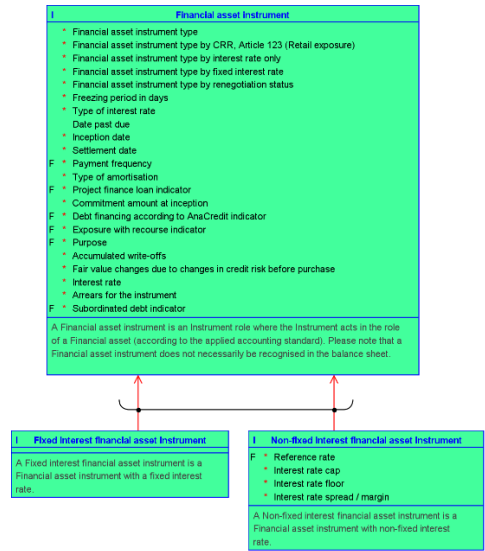 I Financial asset Instrument
* Financial asset instrument type
* Financial asset instrument type by CRR, Article 123 (Retail exposure)
* Financial asset instrument type by interest rate only
* Financial asset instrument type by fixed interest rate
* Financial asset instrument type by renegotiation status
* Freezing period in days
* Type of interest rate
Date past due
* Inception date
* Settlement date
F * Payment frequency
* Type of amortisation
F * Project finance loan indicator
* Commitment amount at inception
F * Debt financing according to AnaCredit indicator
F * Exposure with recourse indicator
F * Purpose
* Accumulated write-offs
* Fair value changes due to changes in credit risk before purchase
* Interest rate
* Arrears for the instrument
F * Subordinated debt indicator
A Financial asset instrument is an Instrument role where the Instrument acts in the role
of a Financial asset (according to the applied accounting standard). Please note that a
Financial asset instrument does not necessarily be recognised in the balance sheet.
I Fixed interest financial asset Instrument
A Fixed interest financial asset instrument is a
Financial asset instrument with a fixed interest
rate.
I Non-fixed interest financial asset Instrument
F * Reference rate
* Interest rate cap
* Interest rate floor
* Interest rate spread / margin
A Non-fixed interest financial asset instrument is a
Financial asset instrument with non-fixed interest
rate.